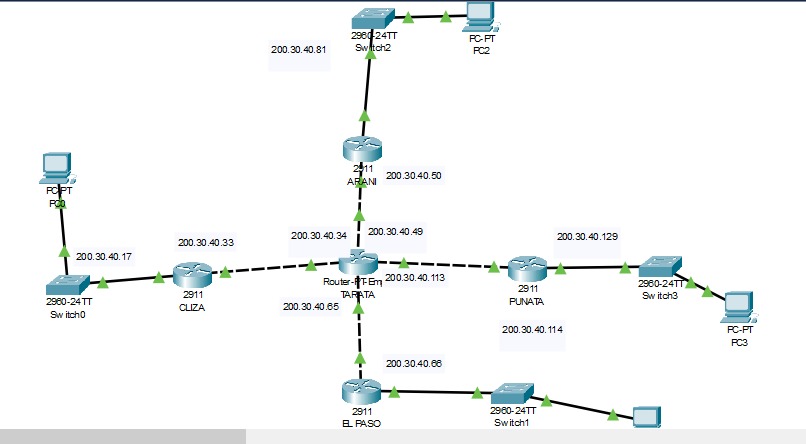 2960-24TT
Switch2
PC-PT
PC2
200.30.40.81
2911
ARANI
200.30.40.50
PC-PT
PC0
200.30.40.17
200.30.40.33
200.30.40.34
200.30.40.49
200.30.40.129
2960-24TT
Switch0
2911
CLIZA
Router-PT-Em
TARATA
200.30.40.113
2911
PUNATA
2960-24TT
Switch3
200.30.40.65
200.30.40.114
PC-PT
PC3
200.30.40.66
2911
EL PASO
2960-24TT
Switch1